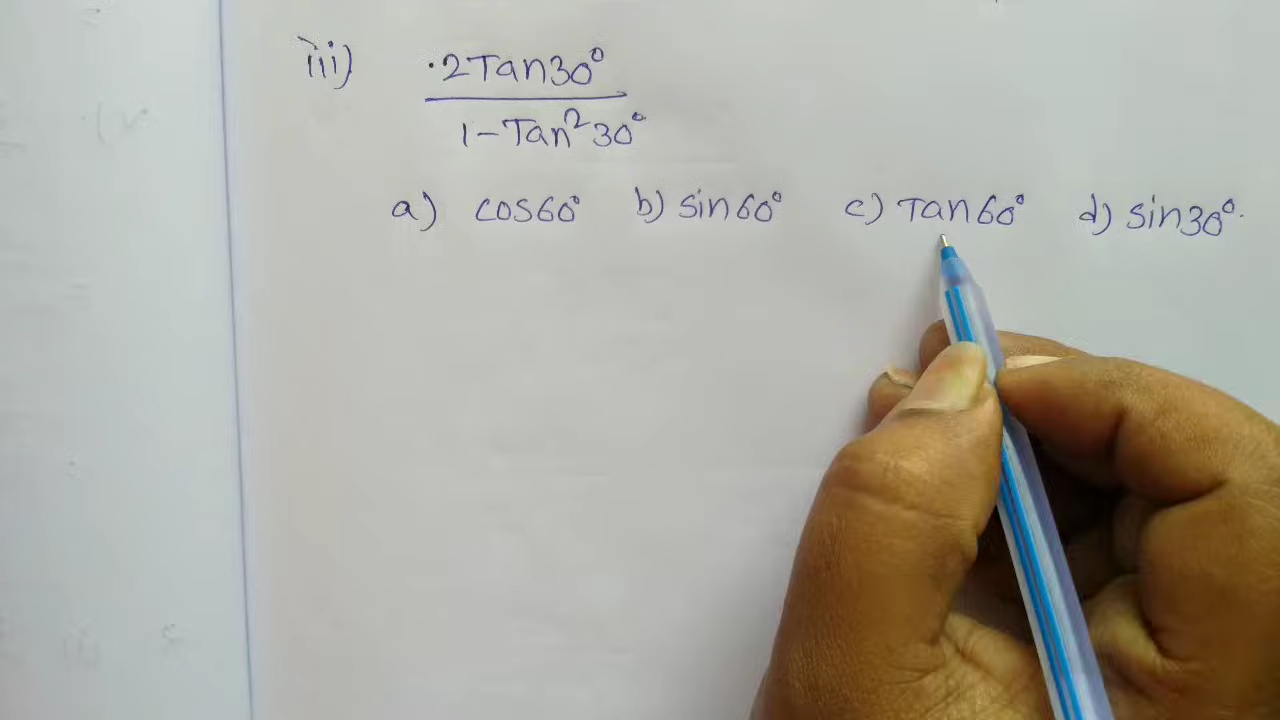 iii) 2Tan30°
1-Tan²30°
a) cos60° b) sin60° c) Tan60° d) sin30°.